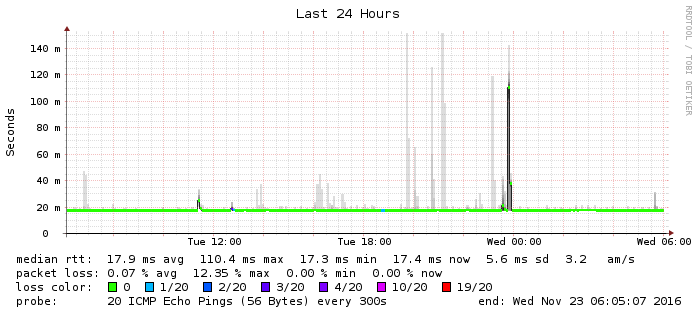 Last 24 Hours
RRDTOOL / TOBI OETIKER
Seconds
140 m
120 m
100 m
80 m
60 m
40 m
20 m
0
Tue 12:00 Tue 18:00 Wed 00:00 Wed 06:00
median rtt: 17.9 ms avg 110.4 ms max 17.3 ms min 17.4 ms now 5.6 ms sd 3.2 am/s
packet loss: 0.07 % avg 12.35 % max 0.00 % min 0.00 % now
loss color: 0 1/20 2/20 3/20 4/20 10/20 19/20
probe: 20 ICMP Echo Pings (56 Bytes) every 300s end: Wed Nov 23 06:05:07 2016